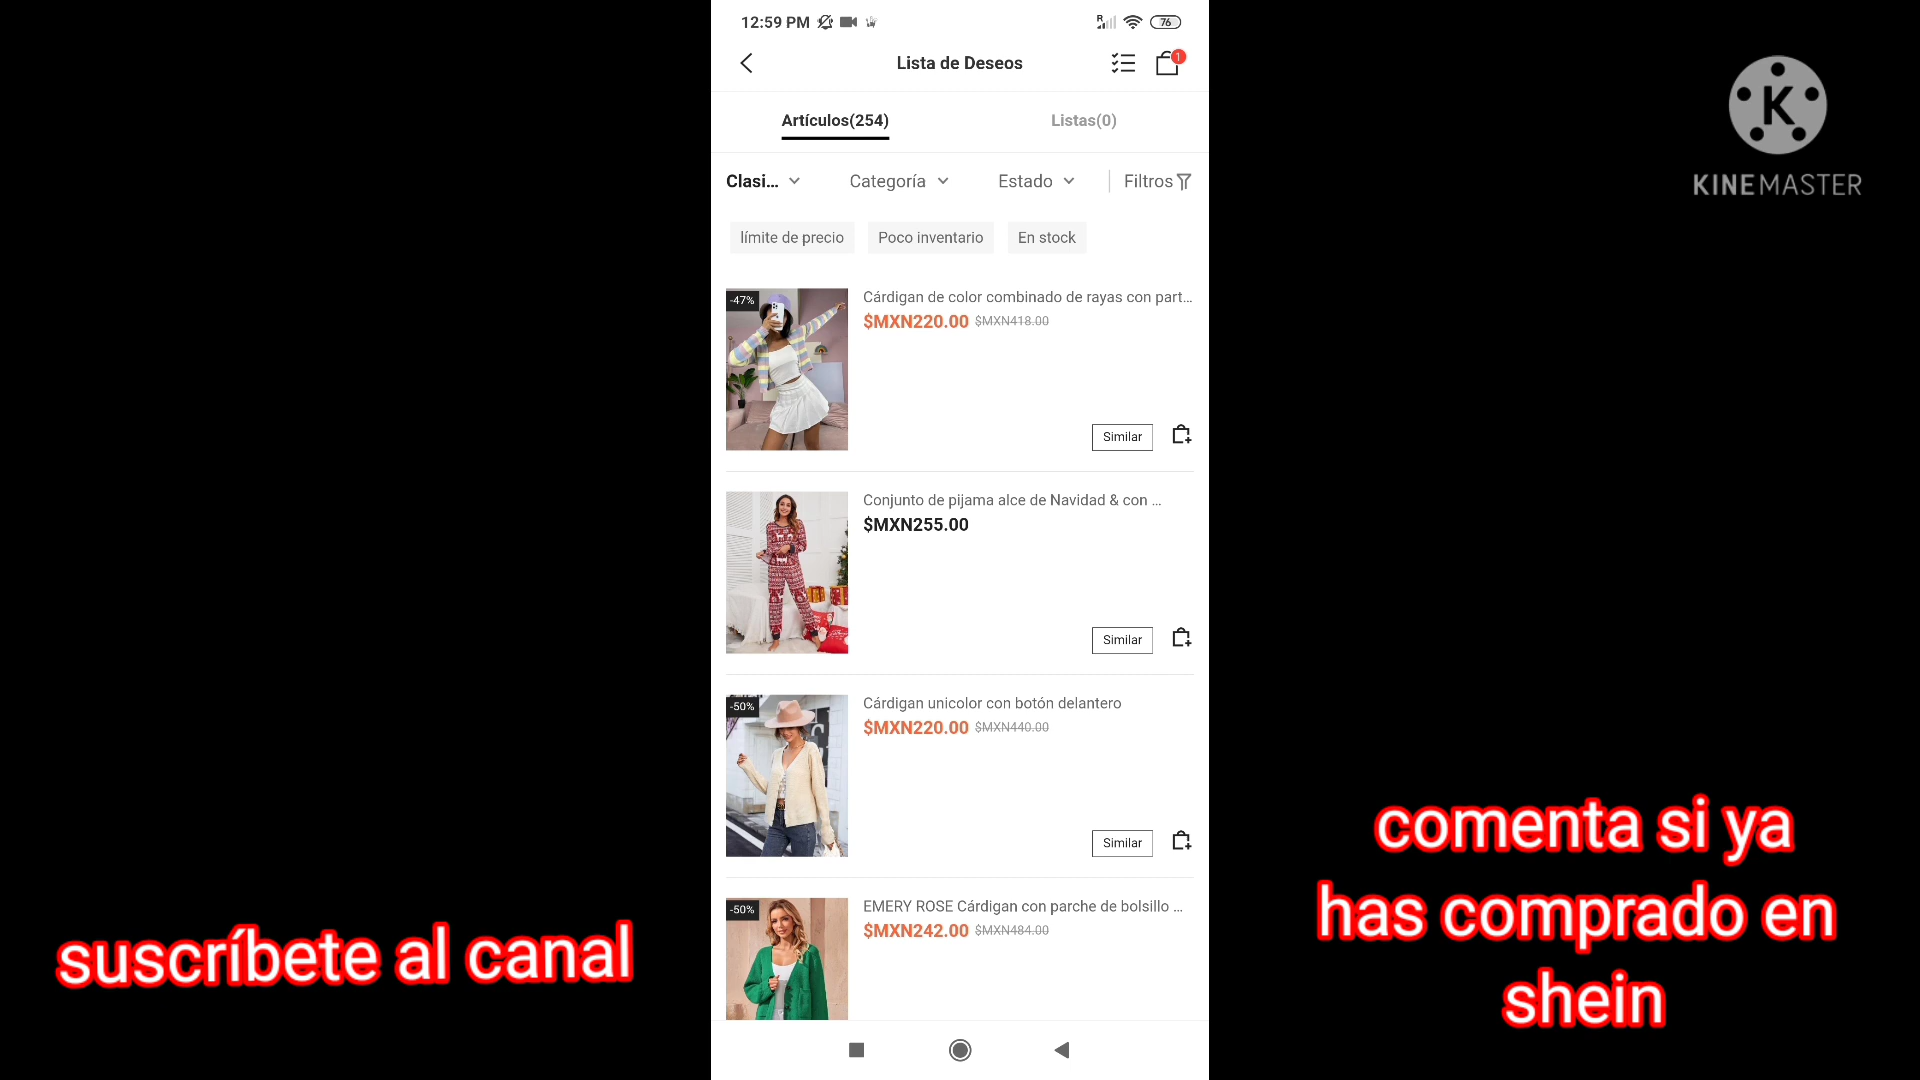 12:59 PM
R
76
Lista de Deseos
1
Artículos(254)
Listas(0)
Clasi...
Categoría
Estado
Filtros
límite de precio
Poco inventario
En stock
-47%
Cárdigan de color combinado de rayas con part...
$MXN220.00 $MXN418.00
Similar
Conjunto de pijama alce de Navidad & con ...
$MXN255.00
Similar
-50%
Cárdigan unicolor con botón delantero
$MXN220.00 $MXN440.00
Similar
-50%
EMERY ROSE Cárdigan con parche de bolsillo ...
$MXN242.00 $MXN484.00
suscríbete al canal
K
KINEMASTER
comenta si ya
has comprado en
shein